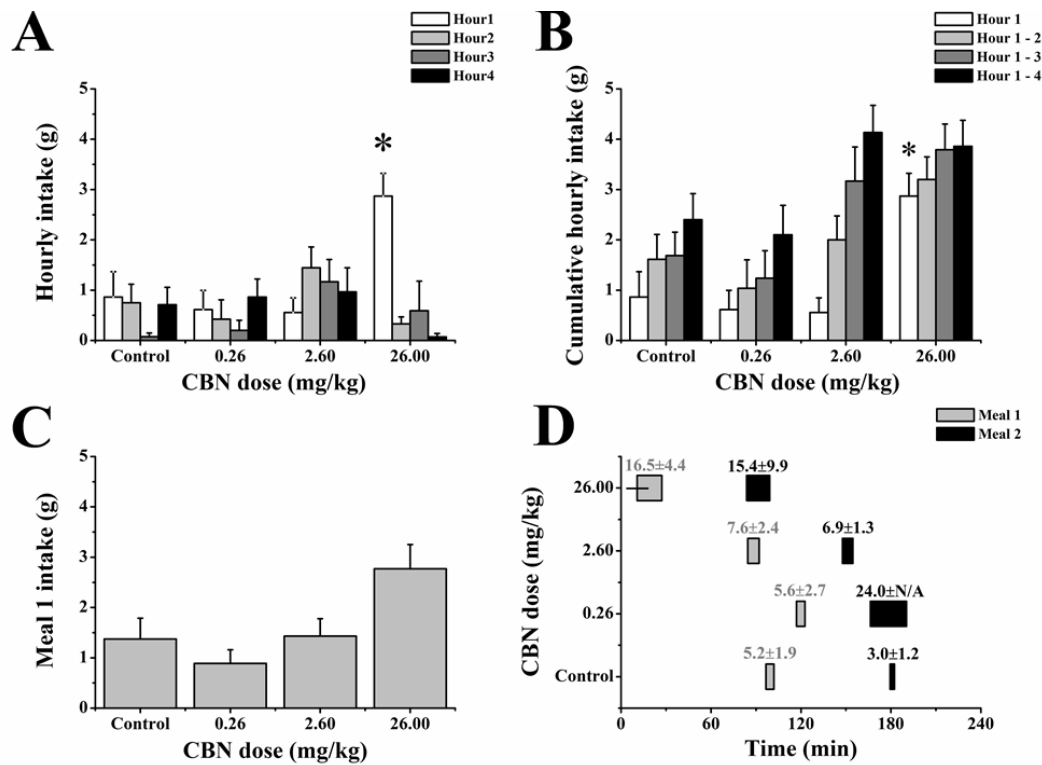 A
Hour1
Hour2
Hour3
Hour4
Hourly intake (g)
5
4
3
2
1
0
*
Control
0.26
2.60
26.00
CBN dose (mg/kg)
B
Hour 1
Hour 1 - 2
Hour 1 - 3
Hour 1 - 4
Cumulative hourly intake (g)
5
4
3
2
1
0
*
Control
0.26
2.60
26.00
CBN dose (mg/kg)
C
Meal 1 intake (g)
5
4
3
2
1
0
Control
0.26
2.60
26.00
CBN dose (mg/kg)
D
Meal 1
Meal 2
CBN dose (mg/kg)
26.00
2.60
0.26
Control
16.5±4.4
15.4±9.9
7.6±2.4
6.9±1.3
5.6±2.7
24.0±N/A
5.2±1.9
3.0±1.2
0
60
120
180
240
Time (min)